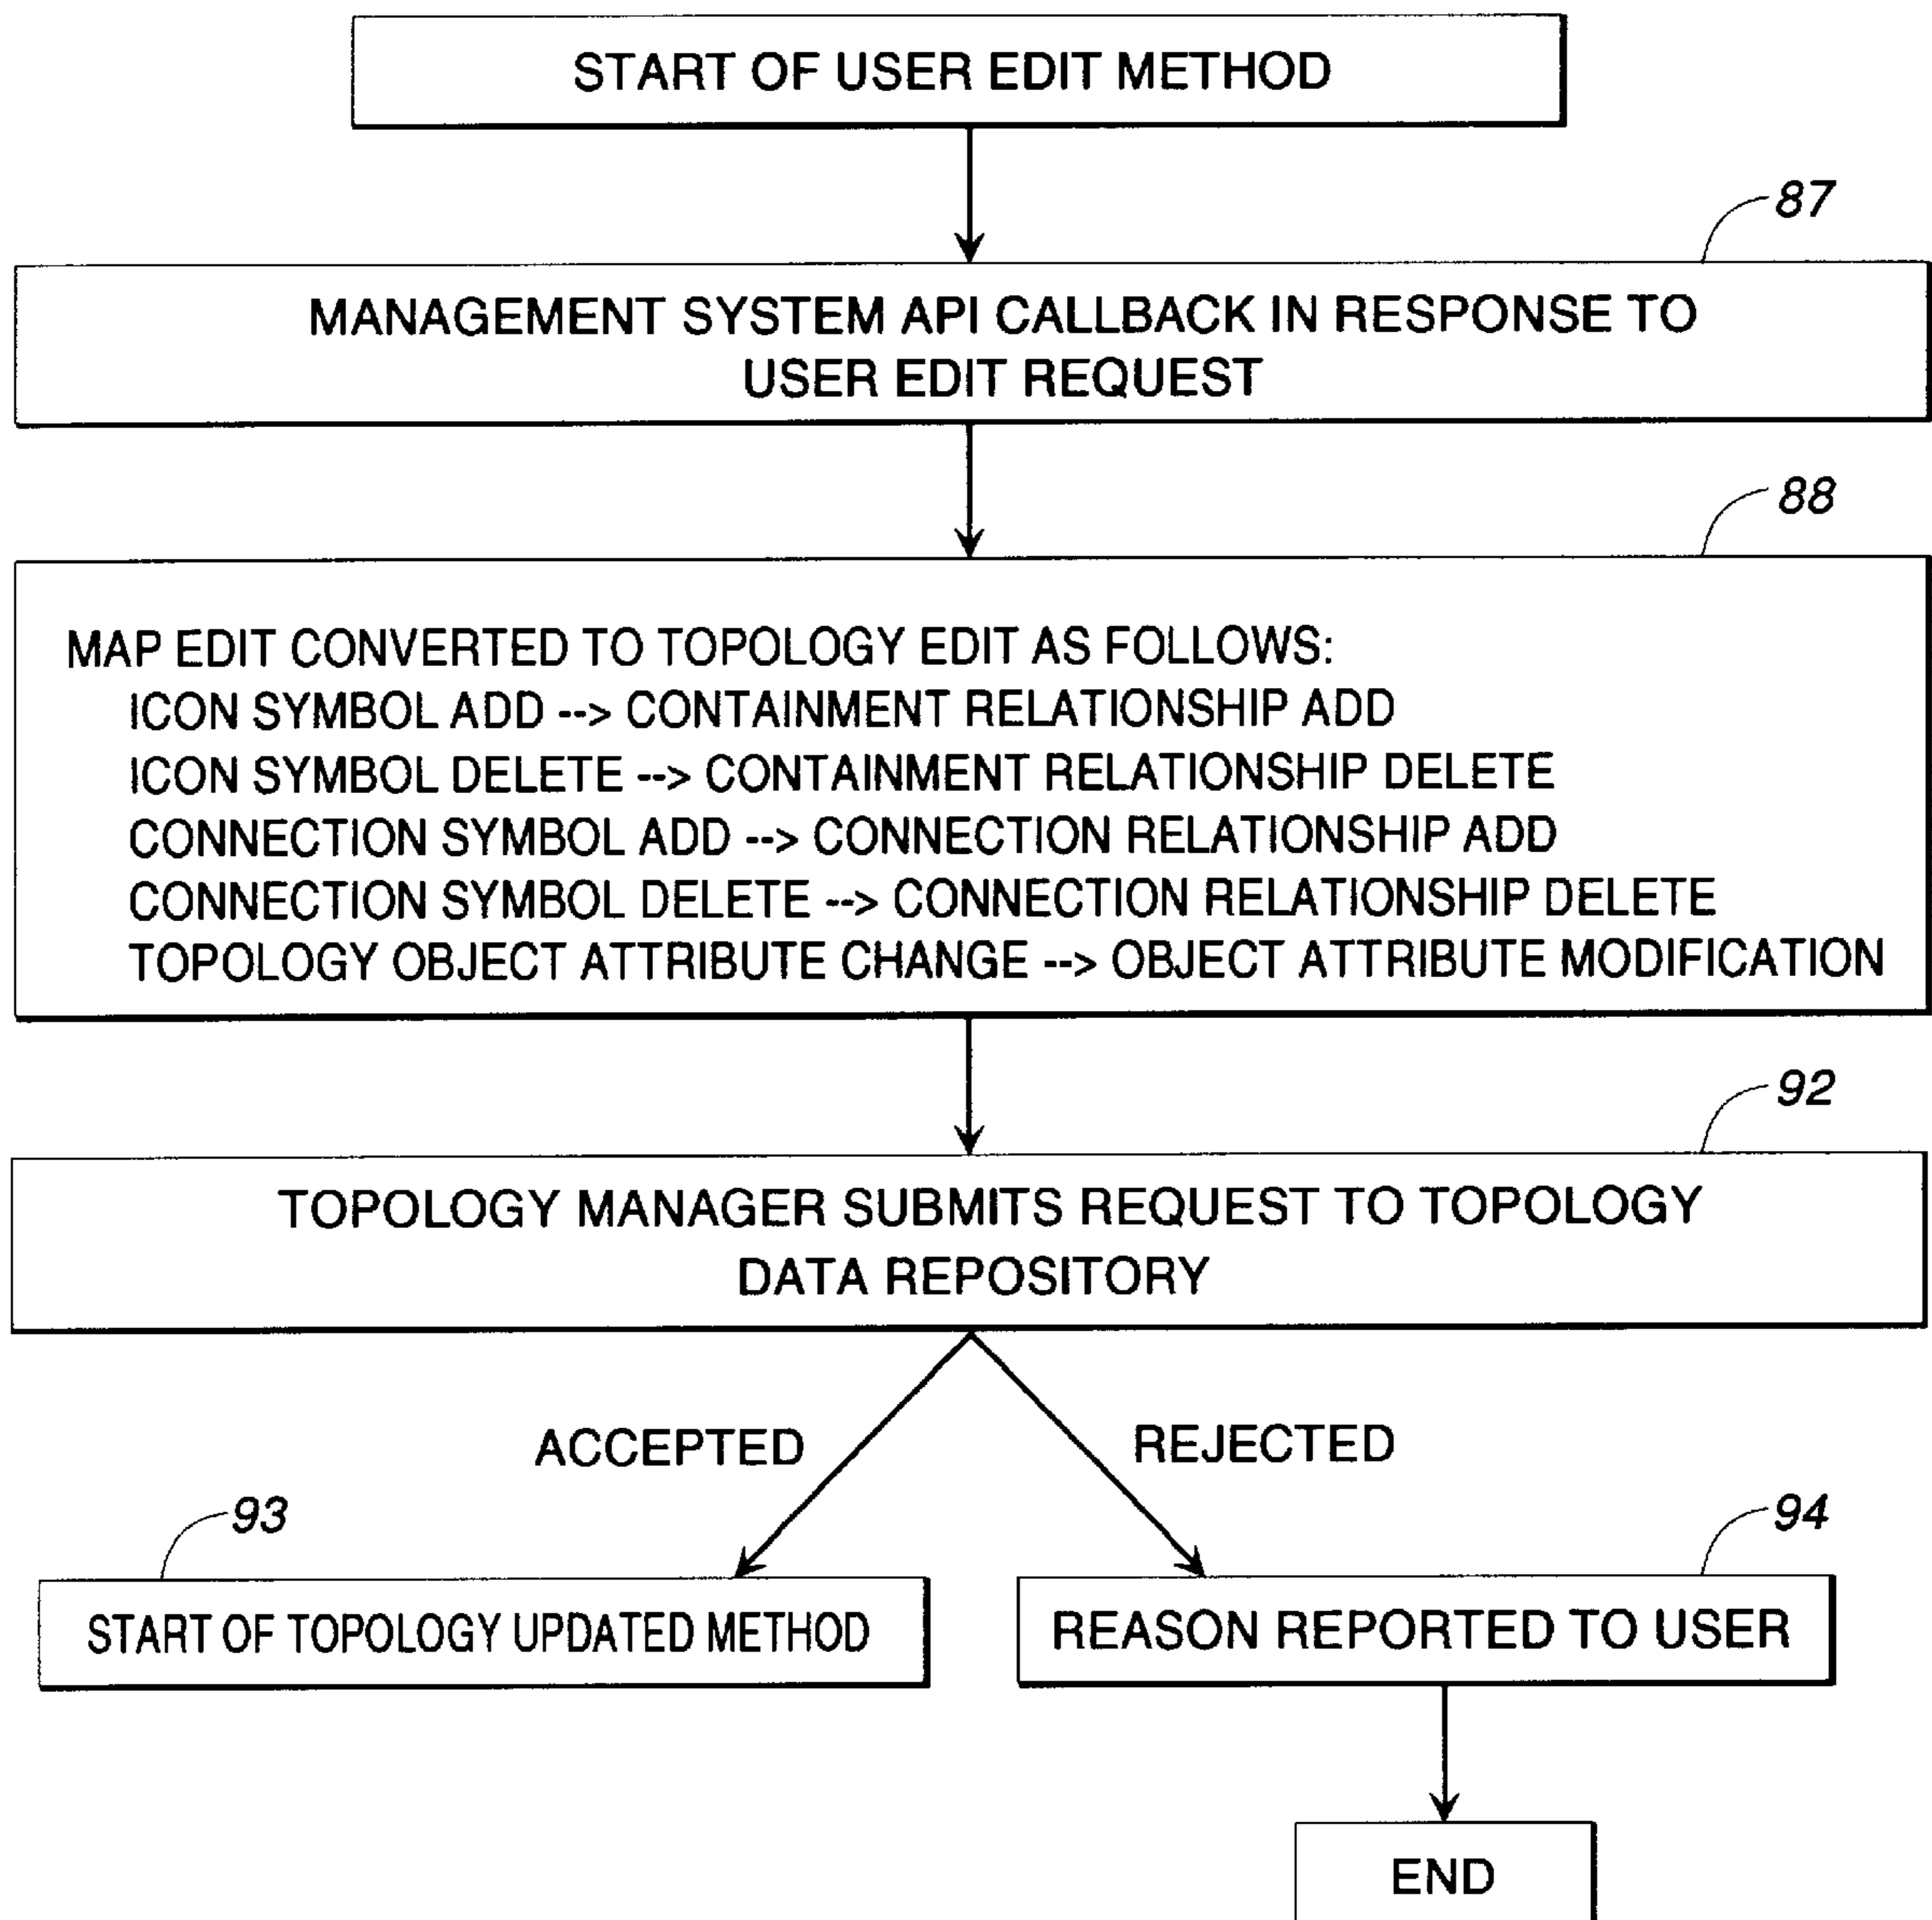 START OF USER EDIT METHOD
87
MANAGEMENT SYSTEM API CALLBACK IN RESPONSE TO
USER EDIT REQUEST
88
MAP EDIT CONVERTED TO TOPOLOGY EDIT AS FOLLOWS:
ICON SYMBOL ADD --> CONTAINMENT RELATIONSHIP ADD
ICON SYMBOL DELETE --> CONTAINMENT RELATIONSHIP DELETE
CONNECTION SYMBOL ADD --> CONNECTION RELATIONSHIP ADD
CONNECTION SYMBOL DELETE --> CONNECTION RELATIONSHIP DELETE
TOPOLOGY OBJECT ATTRIBUTE CHANGE --> OBJECT ATTRIBUTE MODIFICATION
92
TOPOLOGY MANAGER SUBMITS REQUEST TO TOPOLOGY
DATA REPOSITORY
ACCEPTED
REJECTED
93
94
START OF TOPOLOGY UPDATED METHOD
REASON REPORTED TO USER
END